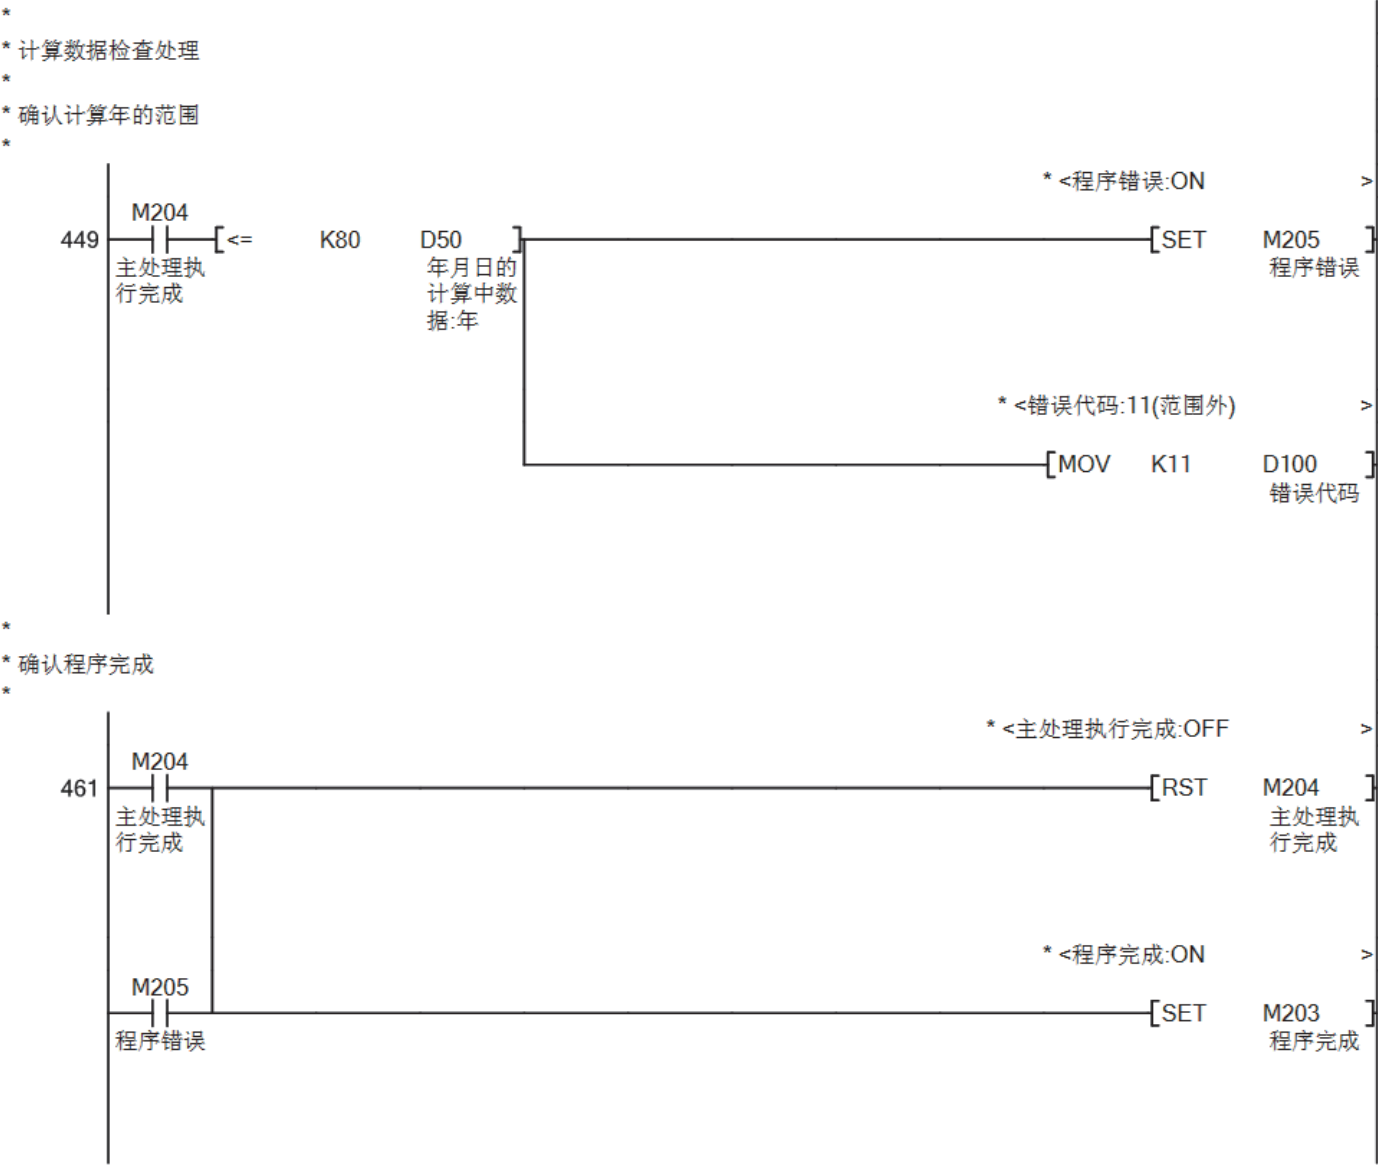 *
* 计算数据检查处理
*
* 确认计算年的范围
*
* <程序错误:ON >
M204
449 [<= K80 D50 ] [SET M205 ]
主处理执 年月日的 程序错误
行完成 计算中数
据:年
* <错误代码:11(范围外) >
[MOV K11 D100 ]
错误代码
*
* 确认程序完成
*
* <主处理执行完成:OFF >
M204
461 [RST M204 ]
主处理执 主处理执
行完成 行完成
* <程序完成:ON >
M205
[SET M203 ]
程序错误 程序完成